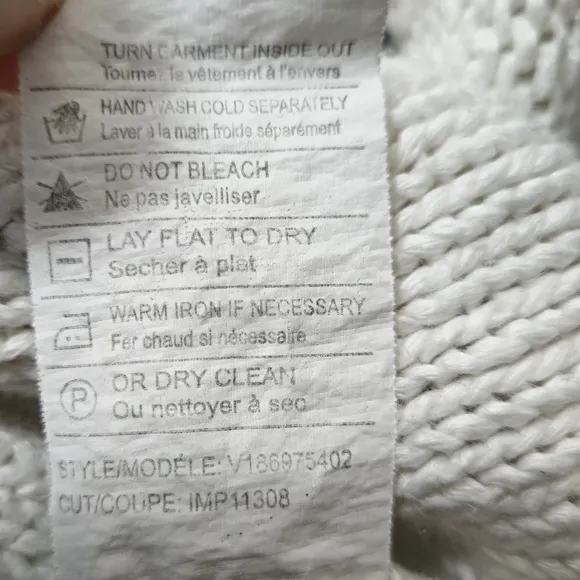 TURN GARMENT INSIDE OUT
Tournez le vêtement à l'envers
HAND WASH COLD SEPARATELY
Laver à la main froide séparément
DO NOT BLEACH
Ne pas javelliser
LAY FLAT TO DRY
Secher à plat
WARM IRON IF NECESSARY
Fer chaud si nécessaire
P
OR DRY CLEAN
Ou nettoyer à sec
STYLE/MODÉLE: V186975402
CUT/COUPE: IMP11308